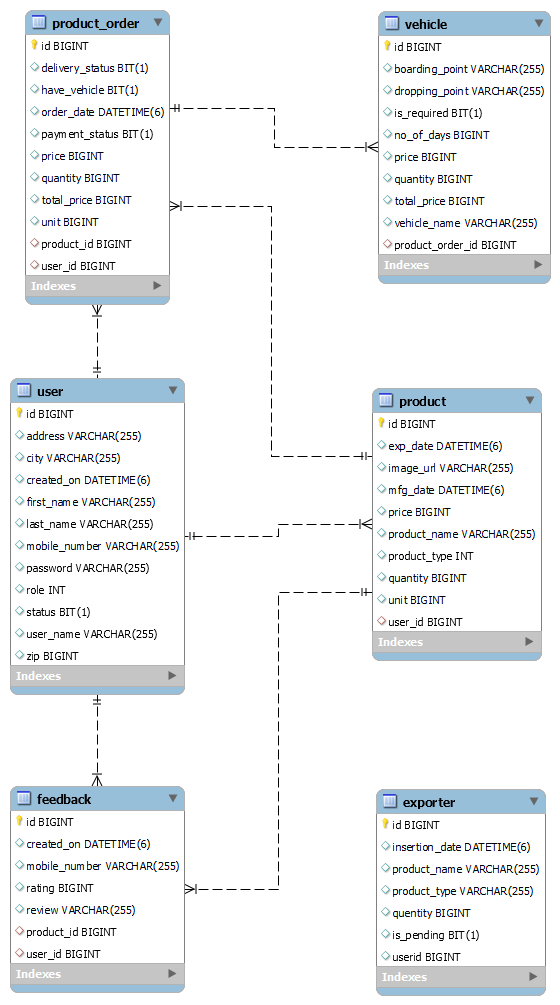 product_order
id BIGINT
delivery_status BIT(1)
have_vehicle BIT(1)
order_date DATETIME(6)
payment_status BIT(1)
price BIGINT
quantity BIGINT
total_price BIGINT
unit BIGINT
product_id BIGINT
user_id BIGINT
Indexes
vehicle
id BIGINT
boarding_point VARCHAR(255)
dropping_point VARCHAR(255)
is_required BIT(1)
no_of_days BIGINT
price BIGINT
quantity BIGINT
total_price BIGINT
vehicle_name VARCHAR(255)
product_order_id BIGINT
Indexes
user
id BIGINT
address VARCHAR(255)
city VARCHAR(255)
created_on DATETIME(6)
first_name VARCHAR(255)
last_name VARCHAR(255)
mobile_number VARCHAR(255)
password VARCHAR(255)
role INT
status BIT(1)
user_name VARCHAR(255)
zip BIGINT
Indexes
product
id BIGINT
exp_date DATETIME(6)
image_url VARCHAR(255)
mfg_date DATETIME(6)
price BIGINT
product_name VARCHAR(255)
product_type INT
quantity BIGINT
unit BIGINT
user_id BIGINT
Indexes
feedback
id BIGINT
created_on DATETIME(6)
mobile_number VARCHAR(255)
rating BIGINT
review VARCHAR(255)
product_id BIGINT
user_id BIGINT
Indexes
exporter
id BIGINT
insertion_date DATETIME(6)
product_name VARCHAR(255)
product_type VARCHAR(255)
quentity BIGINT
is_pending BIT(1)
userid BIGINT
Indexes